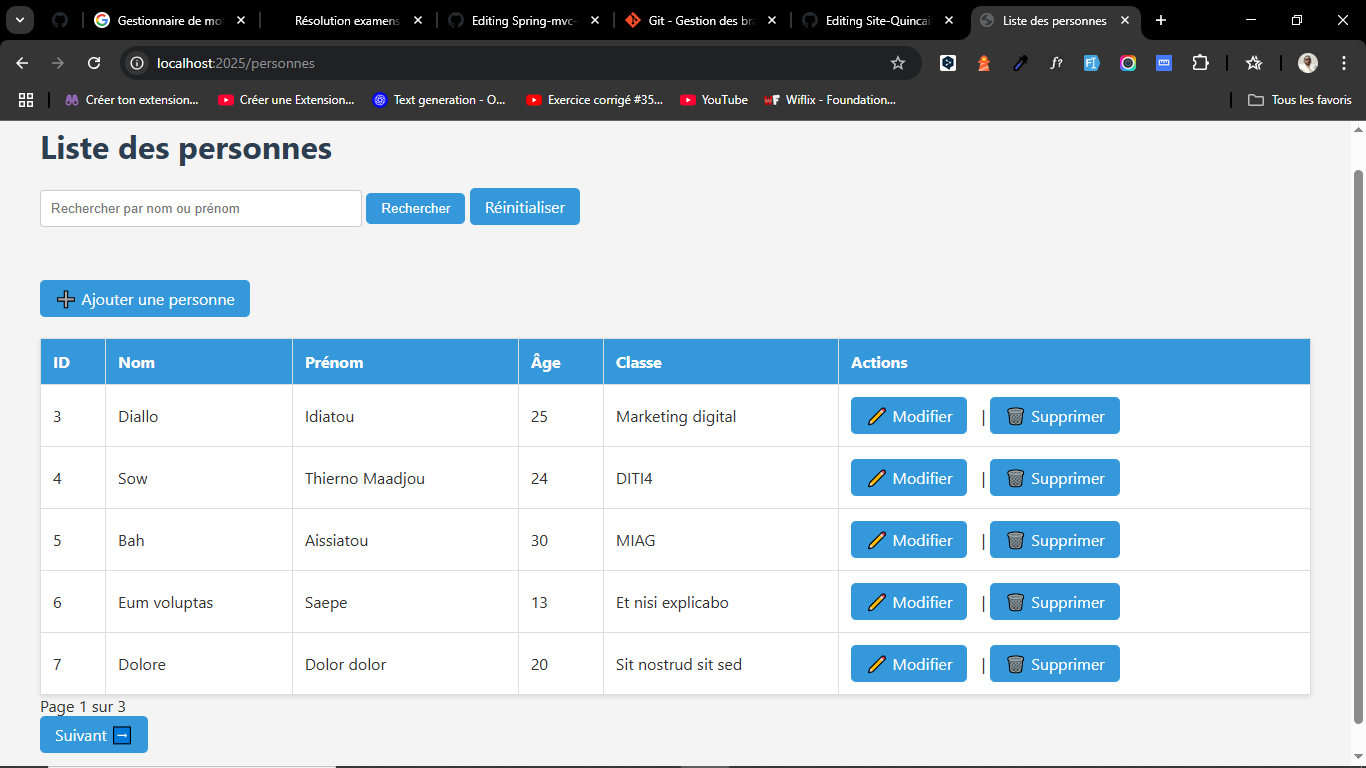 Gestionnaire de mo
Résolution examens
Editing Spring-mvc-
Git - Gestion des bra
Editing Site-Quincai
Liste des personnes
localhost:2025/personnes
Créer ton extension...
Créer une Extension...
Text generation - O...
Exercice corrigé #35...
YouTube
Wiflix - Foundation...
Tous les favoris
Liste des personnes
Rechercher par nom ou prénom
Rechercher
Réinitialiser
➕ Ajouter une personne
ID Nom Prénom Âge Classe Actions
3 Diallo Idiatou 25 Marketing digital Modifier | Supprimer
4 Sow Thierno Maadjou 24 DITI4 Modifier | Supprimer
5 Bah Aissiatou 30 MIAG Modifier | Supprimer
6 Eum voluptas Saepe 13 Et nisi explicabo Modifier | Supprimer
7 Dolore Dolor dolor 20 Sit nostrud sit sed Modifier | Supprimer
Page 1 sur 3
Suivant ➡